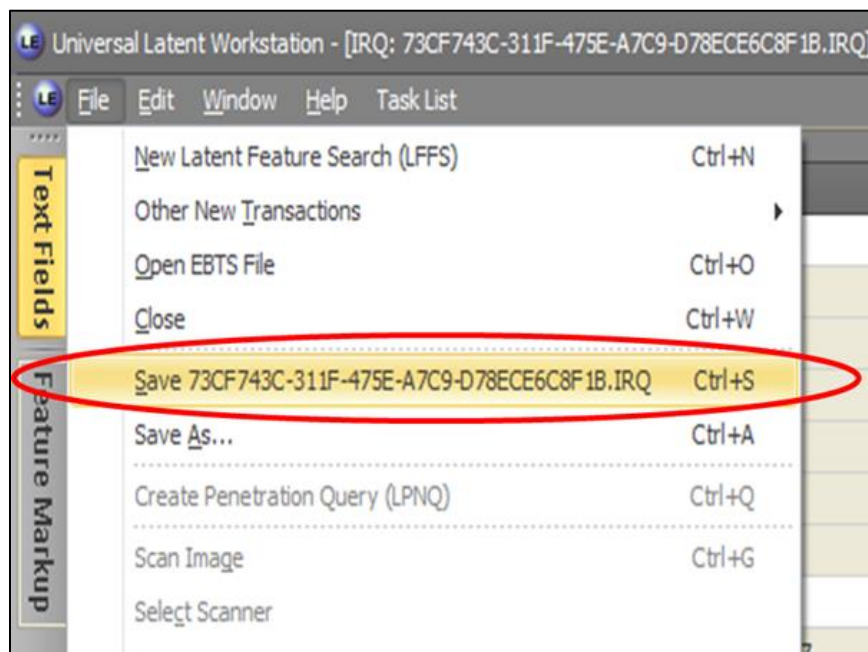 LE Universal Latent Workstation - [IRQ: 73CF743C-311F-475E-A7C9-D78ECE6C8F1B.IRQ]
LE File Edit Window Help Task List
Text Fields
Feature Markup
New Latent Feature Search (LFFS) Ctrl+N
Other New Transactions
Open EBTS File Ctrl+O
Close Ctrl+W
Save 73CF743C-311F-475E-A7C9-D78ECE6C8F1B.IRQ Ctrl+S
Save As... Ctrl+A
Create Penetration Query (LPNQ) Ctrl+Q
Scan Image Ctrl+G
Select Scanner